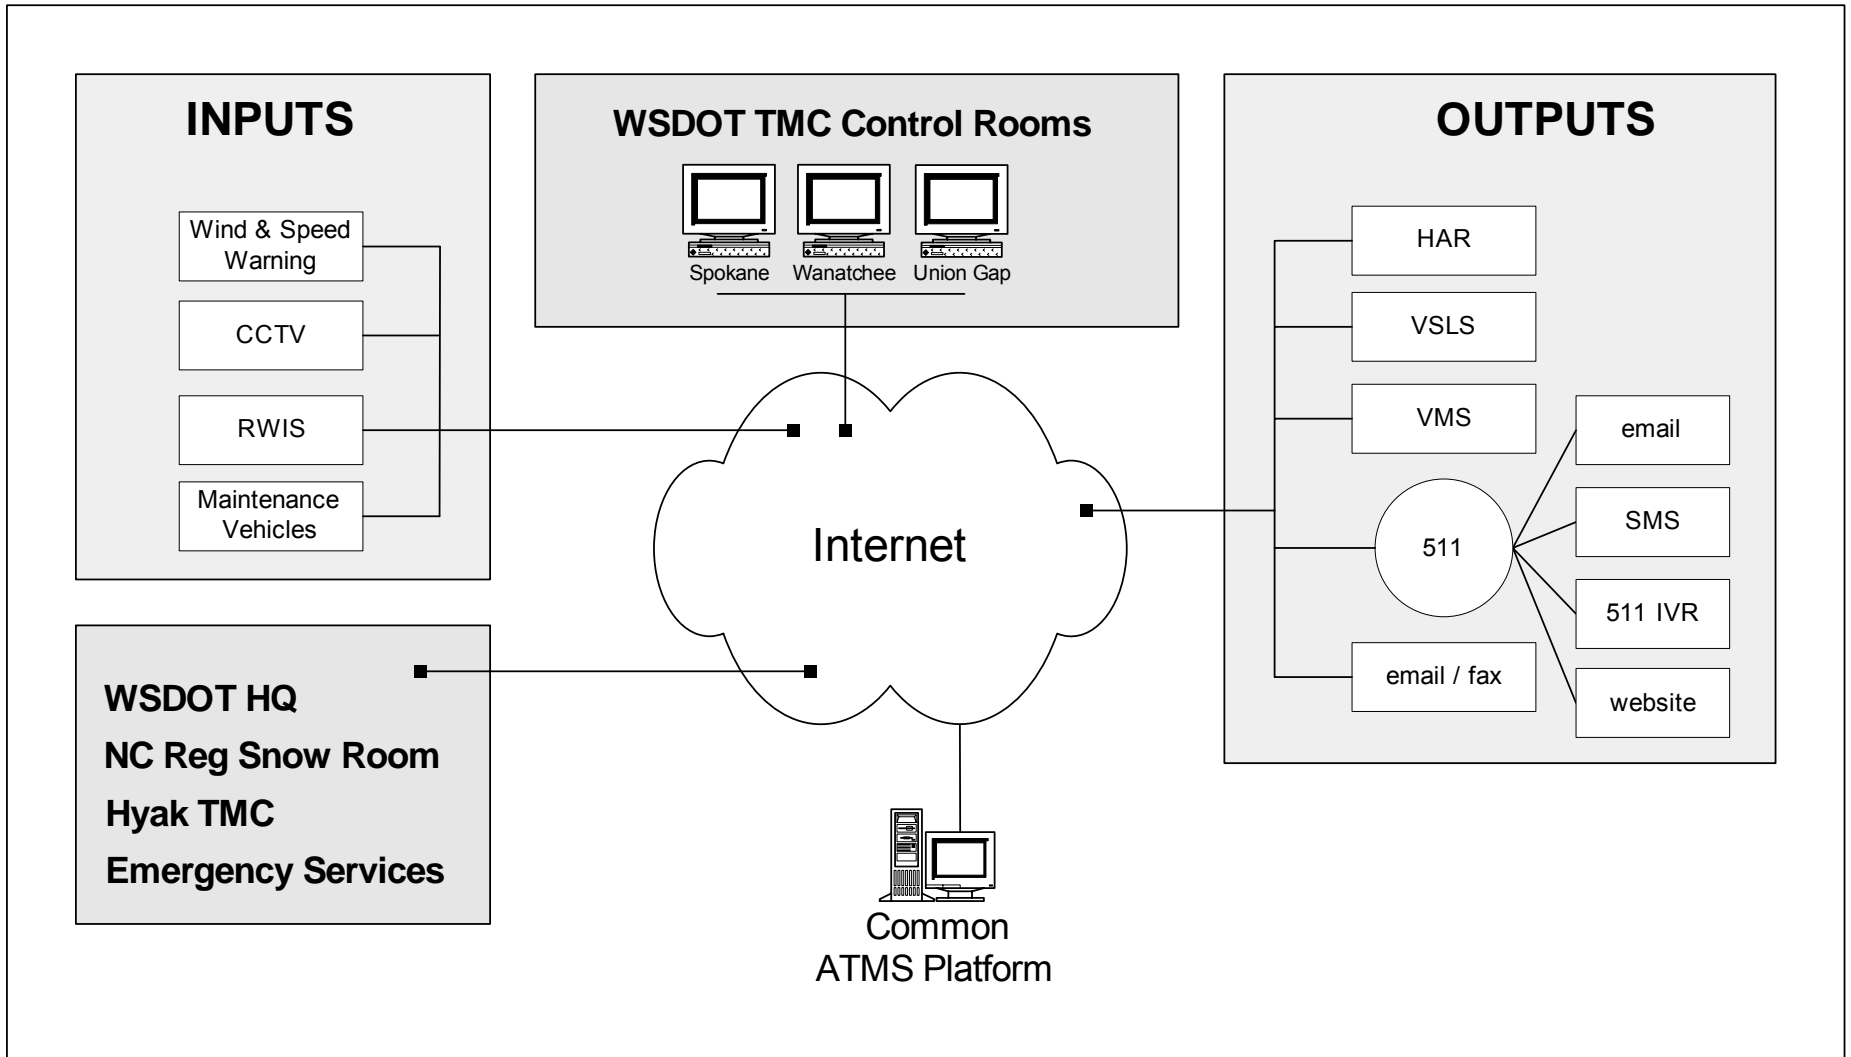 INPUTS
Wind & Speed
Warning
CCTV
RWIS
Maintenance
Vehicles
WSDOT TMC Control Rooms
Spokane
Wanatchee
Union Gap
OUTPUTS
HAR
VSLS
VMS
511
email / fax
email
SMS
511 IVR
website
Internet
WSDOT HQ
NC Reg Snow Room
Hyak TMC
Emergency Services
Common
ATMS Platform